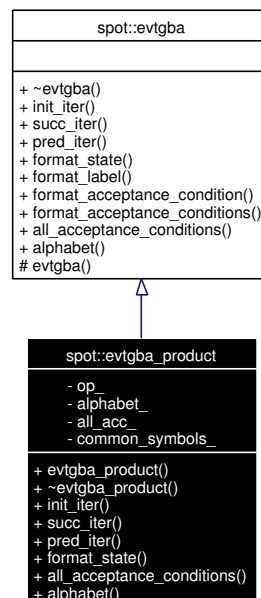 spot::evtgba
+ ~evtgba()
+ init_iter()
+ succ_iter()
+ pred_iter()
+ format_state()
+ format_label()
+ format_acceptance_condition()
+ format_acceptance_conditions()
+ all_acceptance_conditions()
+ alphabet()
# evtgba()
spot::evtgba_product
- op_
- alphabet_
- all_acc_
- common_symbols_
+ evtgba_product()
+ ~evtgba_product()
+ init_iter()
+ succ_iter()
+ pred_iter()
+ format_state()
+ all_acceptance_conditions()
+ alphabet()